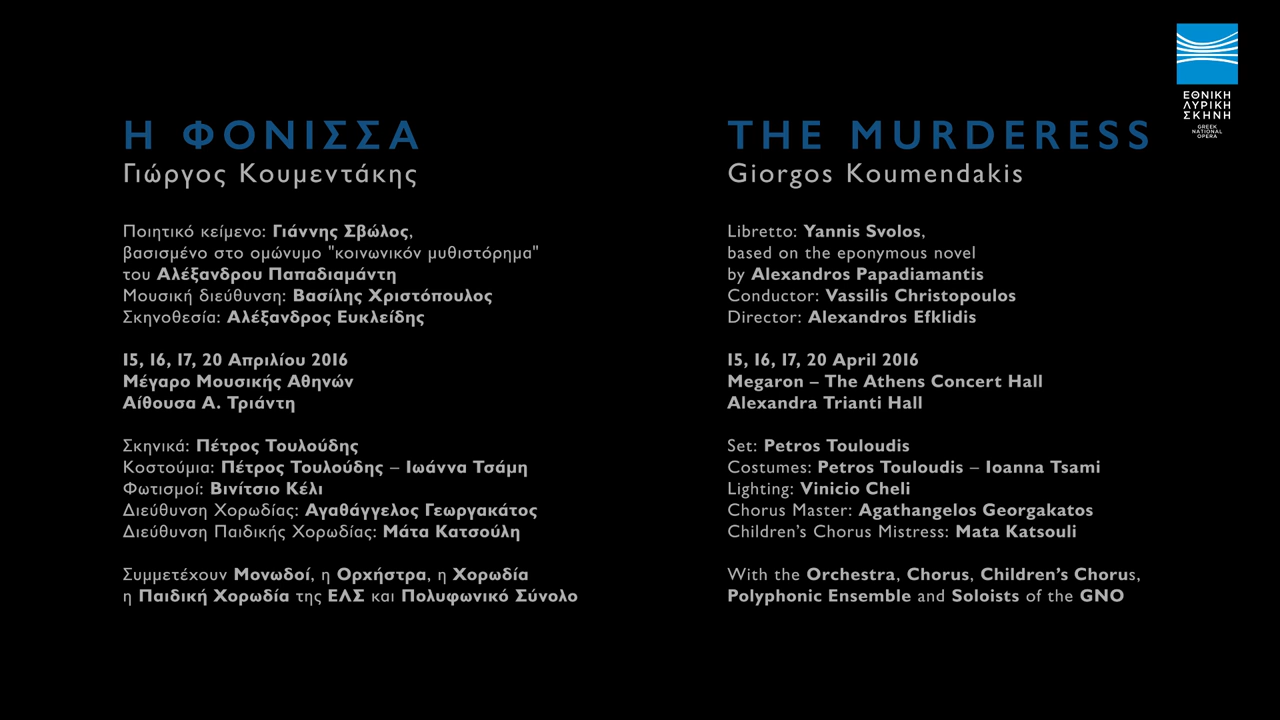 Η ΦΟΝΙΣΣΑ
Γιώργος Κουμεντάκης
Ποιητικό κείμενο: Γιάννης Σβώλος,
βασισμένο στο ομώνυμο "κοινωνικόν μυθιστόρημα"
του Αλέξανδρου Παπαδιαμάντη
Μουσική διεύθυνση: Βασίλης Χριστόπουλος
Σκηνοθεσία: Αλέξανδρος Ευκλείδης
15, 16, 17, 20 Απριλίου 2016
Μέγαρο Μουσικής Αθηνών
Αίθουσα Α. Τριάντη
Σκηνικά: Πέτρος Τουλούδης
Κοστούμια: Πέτρος Τουλούδης – Ιωάννα Τσάμη
Φωτισμοί: Βινίτσιο Κέλι
Διεύθυνση Χορωδίας: Αγαθάγγελος Γεωργακάτος
Διεύθυνση Παιδικής Χορωδίας: Μάτα Κατσούλη
Συμμετέχουν Μονωδοί, η Ορχήστρα, η Χορωδία
η Παιδική Χορωδία της ΕΛΣ και Πολυφωνικό Σύνολο
THE MURDERESS
Giorgos Koumendakis
Libretto: Yannis Svolos,
based on the eponymous novel
by Alexandros Papadiamantis
Conductor: Vassilis Christopoulos
Director: Alexandros Efklidis
15, 16, 17, 20 April 2016
Megaron – The Athens Concert Hall
Alexandra Trianti Hall
Set: Petros Touloudis
Costumes: Petros Touloudis – Ioanna Tsami
Lighting: Vinicio Cheli
Chorus Master: Agathangelos Georgakatos
Children’s Chorus Mistress: Mata Katsouli
With the Orchestra, Chorus, Children’s Chorus,
Polyphonic Ensemble and Soloists of the GNO
ΕΘΝΙΚΗ
ΛΥΡΙΚΗ
ΣΚΗΝΗ
GREEK
NATIONAL
OPERA